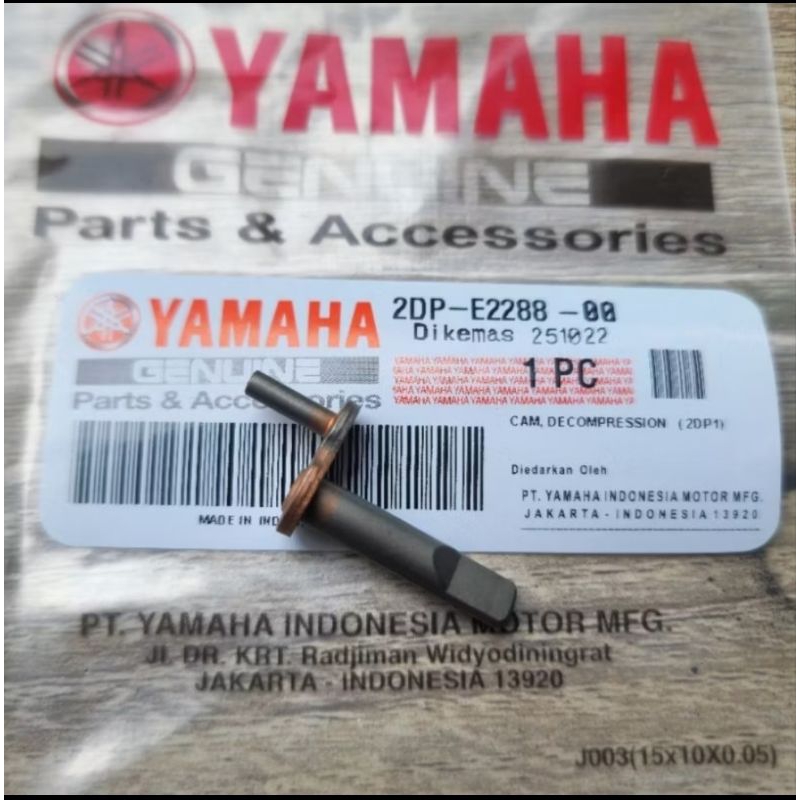 YAMAHA
GENUINE
Parts & Accessories
YAMAHA
GENUINE
Parts & Accessories
2DP-E2288-00
Dikemas 251022
1 PC
CAM, DECOMPRESSION (2DP1)
Diedarkan Oleh
PT. YAMAHA INDONESIA MOTOR MFG.
JAKARTA - INDONESIA 13920
MADE IN
PT. YAMAHA INDONESIA MOTOR MFG.
Jl. DR. KRT. Radjiman Widyodiningrat
JAKARTA - INDONESIA 13920
J003(15x10X0.05)